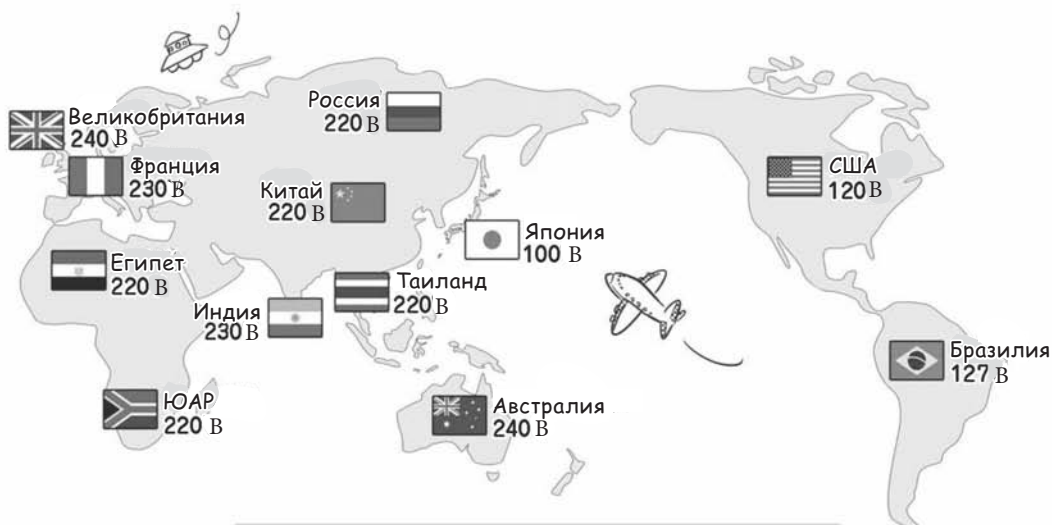 Россия
220 В
Великобритания
240 В
Франция
230 В
США
120 В
Китай
220 В
Япония
100 В
Египет
220 В
Таиланд
220 В
Индия
230 В
Бразилия
127 В
ЮАР
220 В
Австралия
240 В